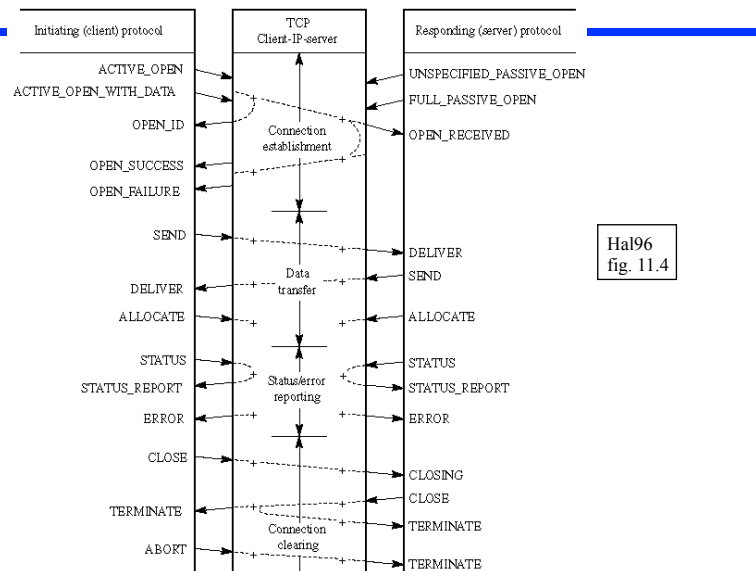 Initiating (client) protocol
TCP
Client-IP-server
Responding (server) protocol
ACTIVE_OPEN
UNSPECIFIED_PASSIVE_OPEN
ACTIVE_OPEN_WITH_DATA
FULL_PASSIVE_OPEN
OPEN_ID
Connection
establishment
OPEN_RECEIVED
OPEN_SUCCESS
OPEN_FAILURE
SEND
DELIVER
Hal96
fig. 11.4
Data
transfer
SEND
DELIVER
ALLOCATE
ALLOCATE
STATUS
STATUS
STATUS_REPORT
Status/error
reporting
STATUS_REPORT
ERROR
ERROR
CLOSE
CLOSING
CLOSE
TERMINATE
TERMINATE
Connection
clearing
ABORT
TERMINATE